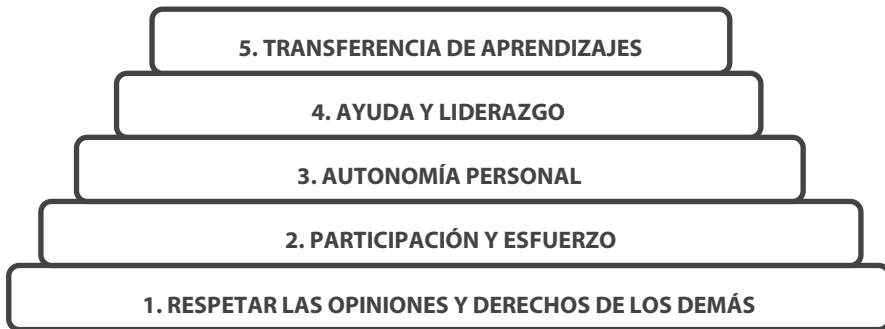 5. TRANSFERENCIA DE APRENDIZAJES
4. AYUDA Y LIDERAZGO
3. AUTONOMÍA PERSONAL
2. PARTICIPACIÓN Y ESFUERZO
1. RESPETAR LAS OPINIONES Y DERECHOS DE LOS DEMÁS